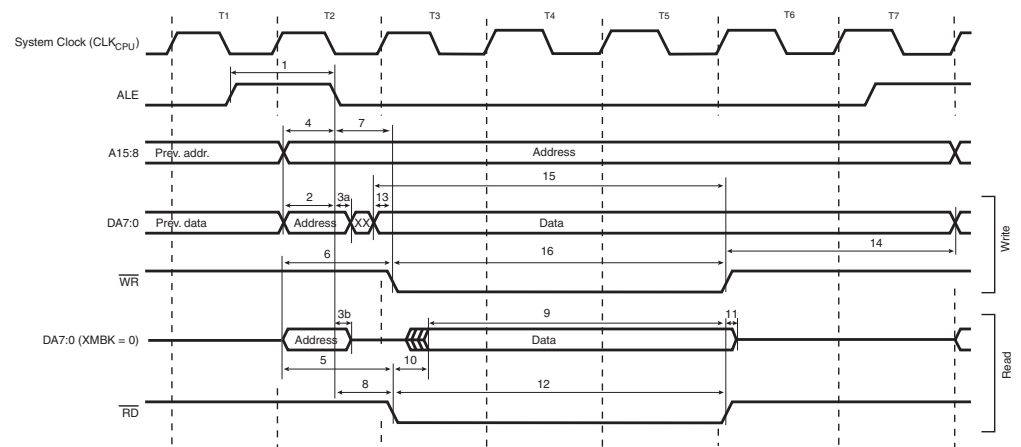 T1 T2 T3 T4 T5 T6 T7
System Clock (CLKCPU)
1
ALE
4 7
A15:8 Prev. addr. Address
15
2 3a 13
DA7:0 Prev. data Address XX Data
14
6 16
WR
Write
3b 9 11
DA7:0 (XMBK = 0) Address Data
5 10
8 12
RD
Read